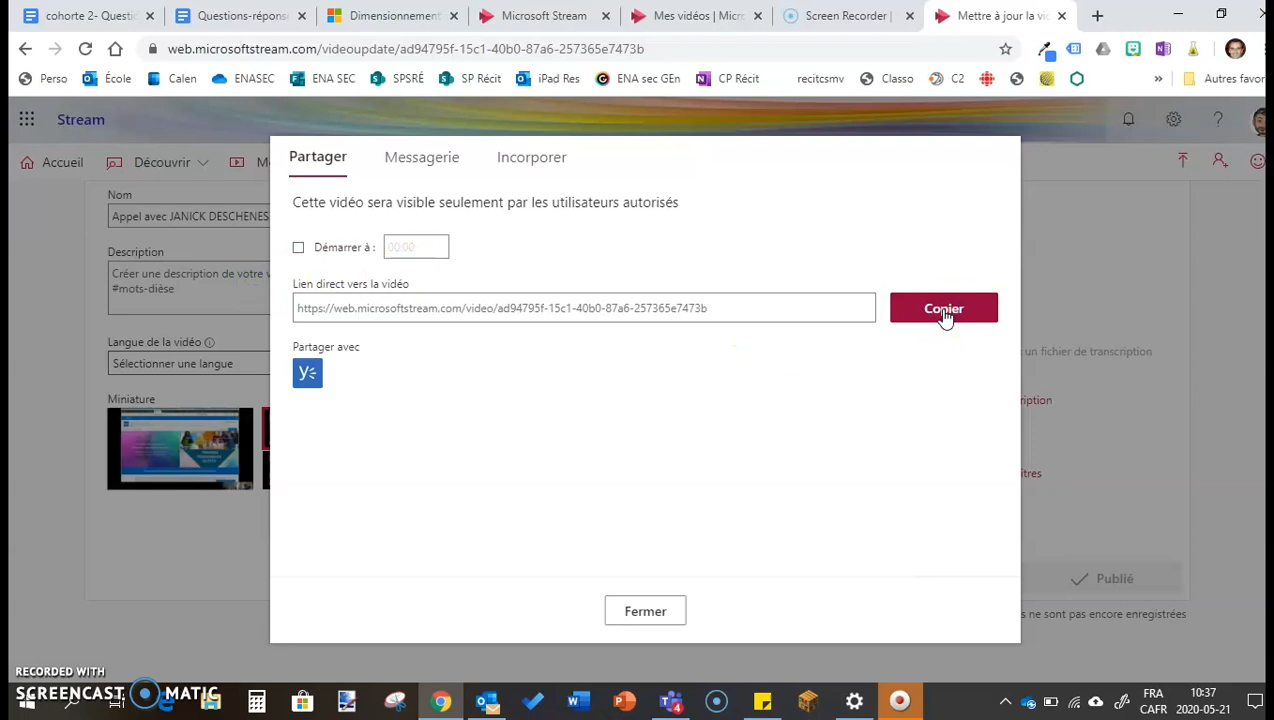 cohorte 2- Questi
Questions-répons
Dimensionnement
Microsoft Stream
Mes vidéos | Micro
Screen Recorder |
Mettre à jour la vi
web.microsoftstream.com/videoupdate/ad94795f-15c1-40b0-87a6-257365e7473b
Perso
École
Calen
ENASEC
ENA SEC
SPSRÉ
SP Récit
iPad Res
ENA sec GEn
CP Récit
recitcsmv
Classo
C2
»
Autres favor
Stream
Accueil
Découvrir
M
Nom
Appel avec JANICK DESCHENES
Description
Créer une description de votre v
#mots-dièse
Langue de la vidéo
Sélectionner une langue
Miniature
Partager
Messagerie
Incorporer
Cette vidéo sera visible seulement par les utilisateurs autorisés
Démarrer à :
00:00
Lien direct vers la vidéo
https://web.microsoftstream.com/video/ad94795f-15c1-40b0-87a6-257365e7473b
Copier
Partager avec
Fermer
un fichier de transcription
cription
itres
Publié
s ne sont pas encore enregistrées
RECORDED WITH
SCREENCAST MATIC
FRA
CAFR
10:37
2020-05-21